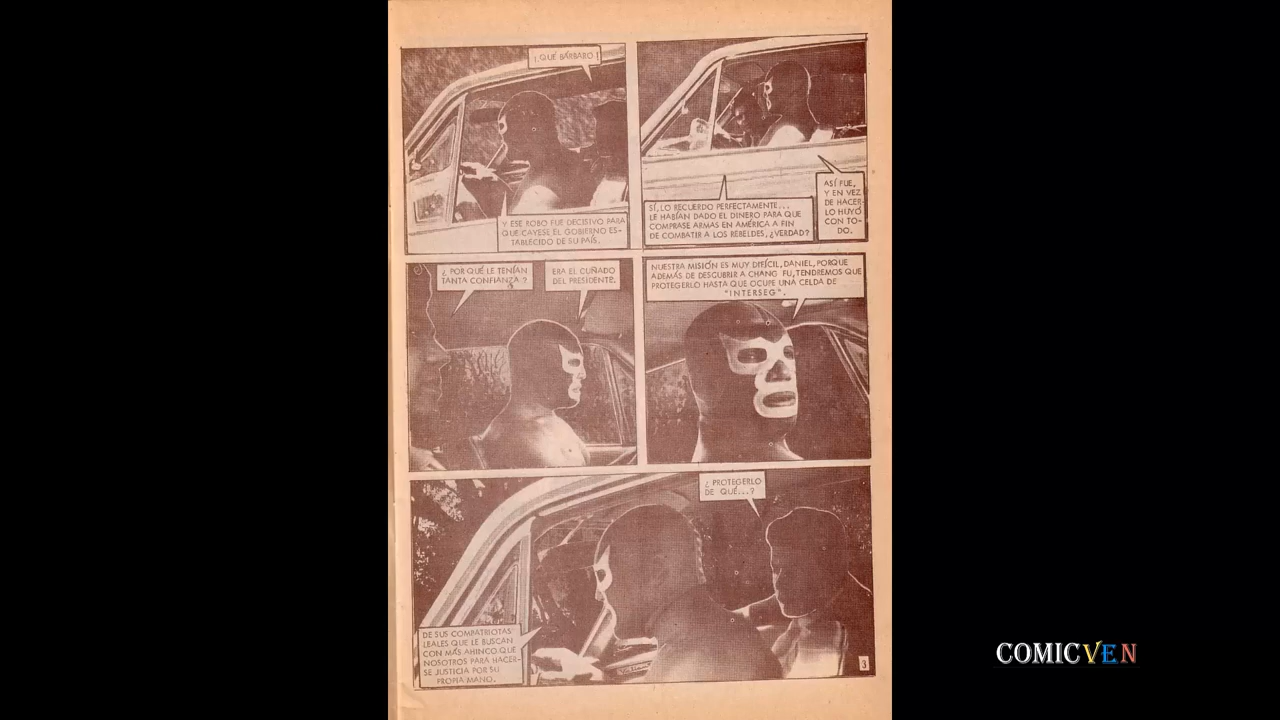 ¡QUÉ BÁRBARO!
Y ESE ROBO FUE DECISIVO PARA
QUE CAYESE EL GOBIERNO ES-
TABLECIDO DE SU PAÍS.
SÍ, LO RECUERDO PERFECTAMENTE...
LE HABÍAN DADO EL DINERO PARA QUE
COMPRASE ARMAS EN AMÉRICA A FIN
DE COMBATIR A LOS REBELDES, ¿VERDAD?
ASÍ FUE,
Y EN VEZ
DE HACER-
LO HUYÓ
CON TO-
DO.
¿POR QUÉ LE TENÍAN
TANTA CONFIANZA?
ERA EL CUÑADO
DEL PRESIDENTE.
NUESTRA MISIÓN ES MUY DIFÍCIL, DANIEL, PORQUE
ADEMÁS DE DESCUBRIR A CHANG FU, TENDREMOS QUE
PROTEGERLO HASTA QUE OCUPE UNA CELDA DE
"INTERSEG".
¿PROTEGERLO
DE QUÉ...?
DE SUS COMPATRIOTAS
LEALES QUE LE BUSCAN
CON MÁS AHINCO QUE
NOSOTROS PARA HACER-
SE JUSTICIA POR SU
PROPIA MANO.
3
COMICVEN